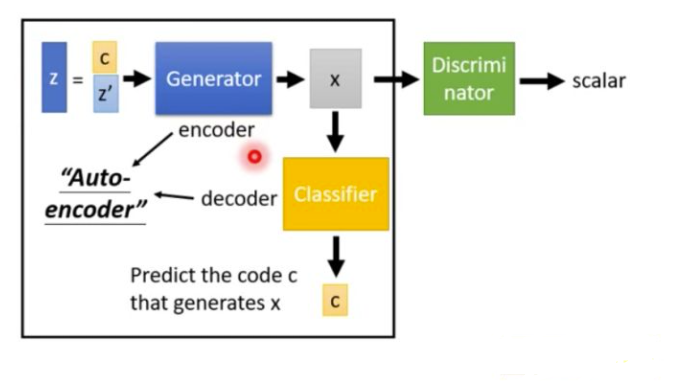 z
=
c
z'
Generator
x
Discrimi
nator
scalar
encoder
"Auto-
encoder"
decoder
Classifier
Predict the code c
that generates x
c